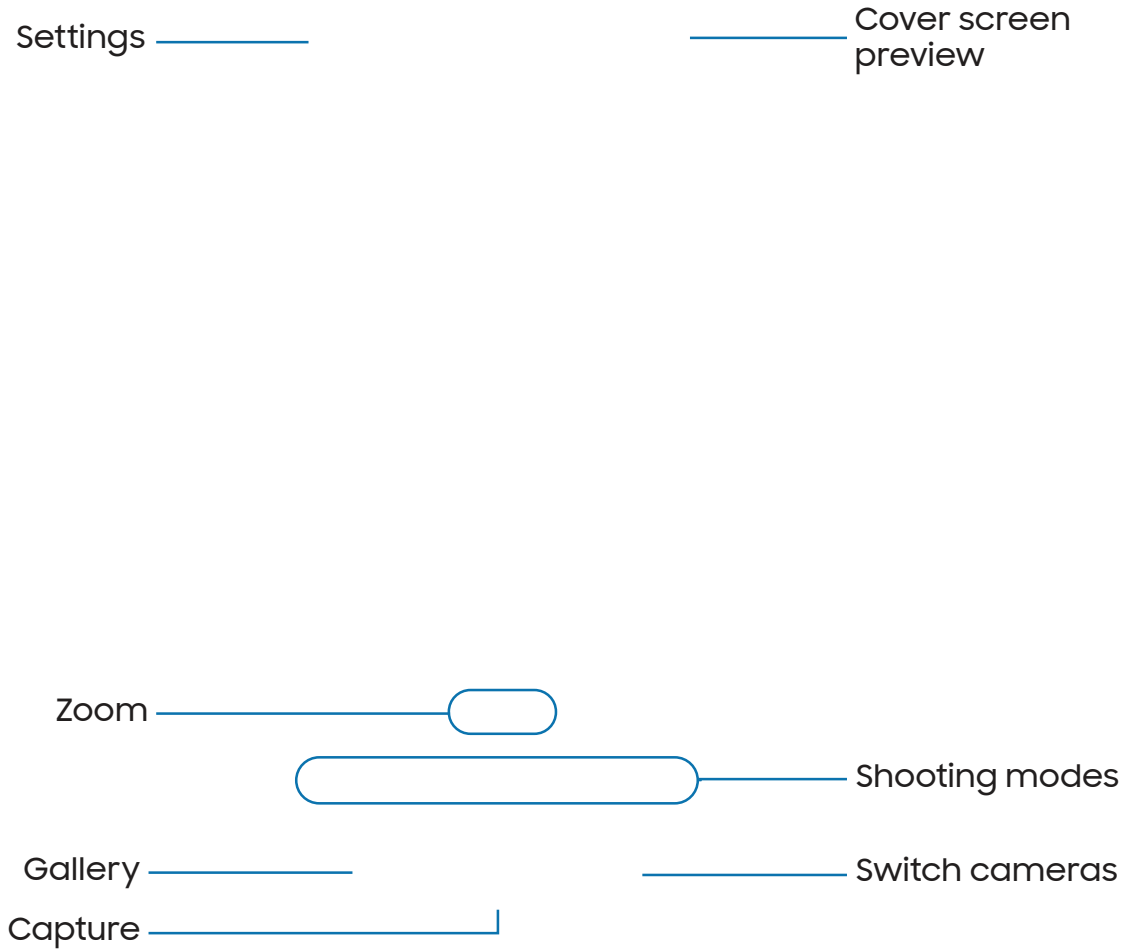 Settings
Cover screen
preview
Zoom
Shooting modes
Gallery
Switch cameras
Capture